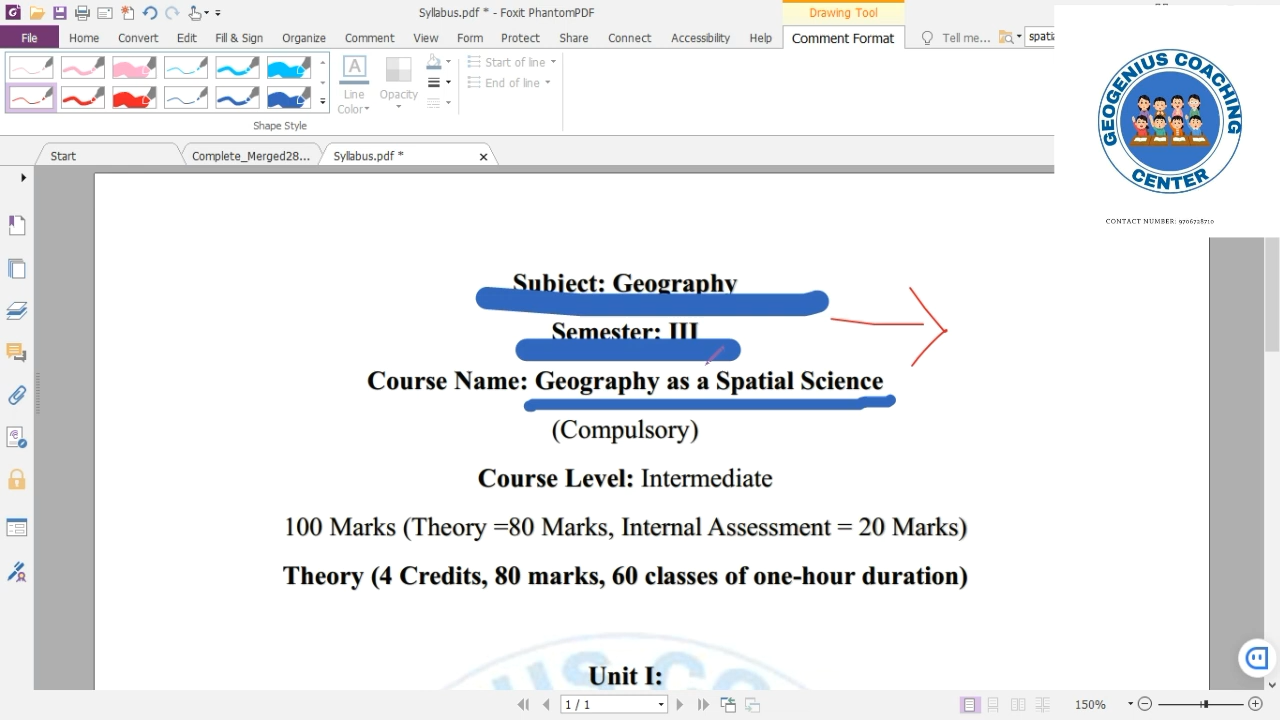 Syllabus.pdf * - Foxit PhantomPDF
Drawing Tool
File Home Convert Edit Fill & Sign Organize Comment View Form Protect Share Connect Accessibility Help Comment Format Tell me...
Line Color
Opacity
Start of line
End of line
Shape Style
Start
Complete_Merged28...
Syllabus.pdf *
GEOGENIUS COACHING CENTER
CONTACT NUMBER: 9706728710
Subject: Geography
Semester: III
Course Name: Geography as a Spatial Science
(Compulsory)
Course Level: Intermediate
100 Marks (Theory =80 Marks, Internal Assessment = 20 Marks)
Theory (4 Credits, 80 marks, 60 classes of one-hour duration)
Unit I:
1 / 1
150%